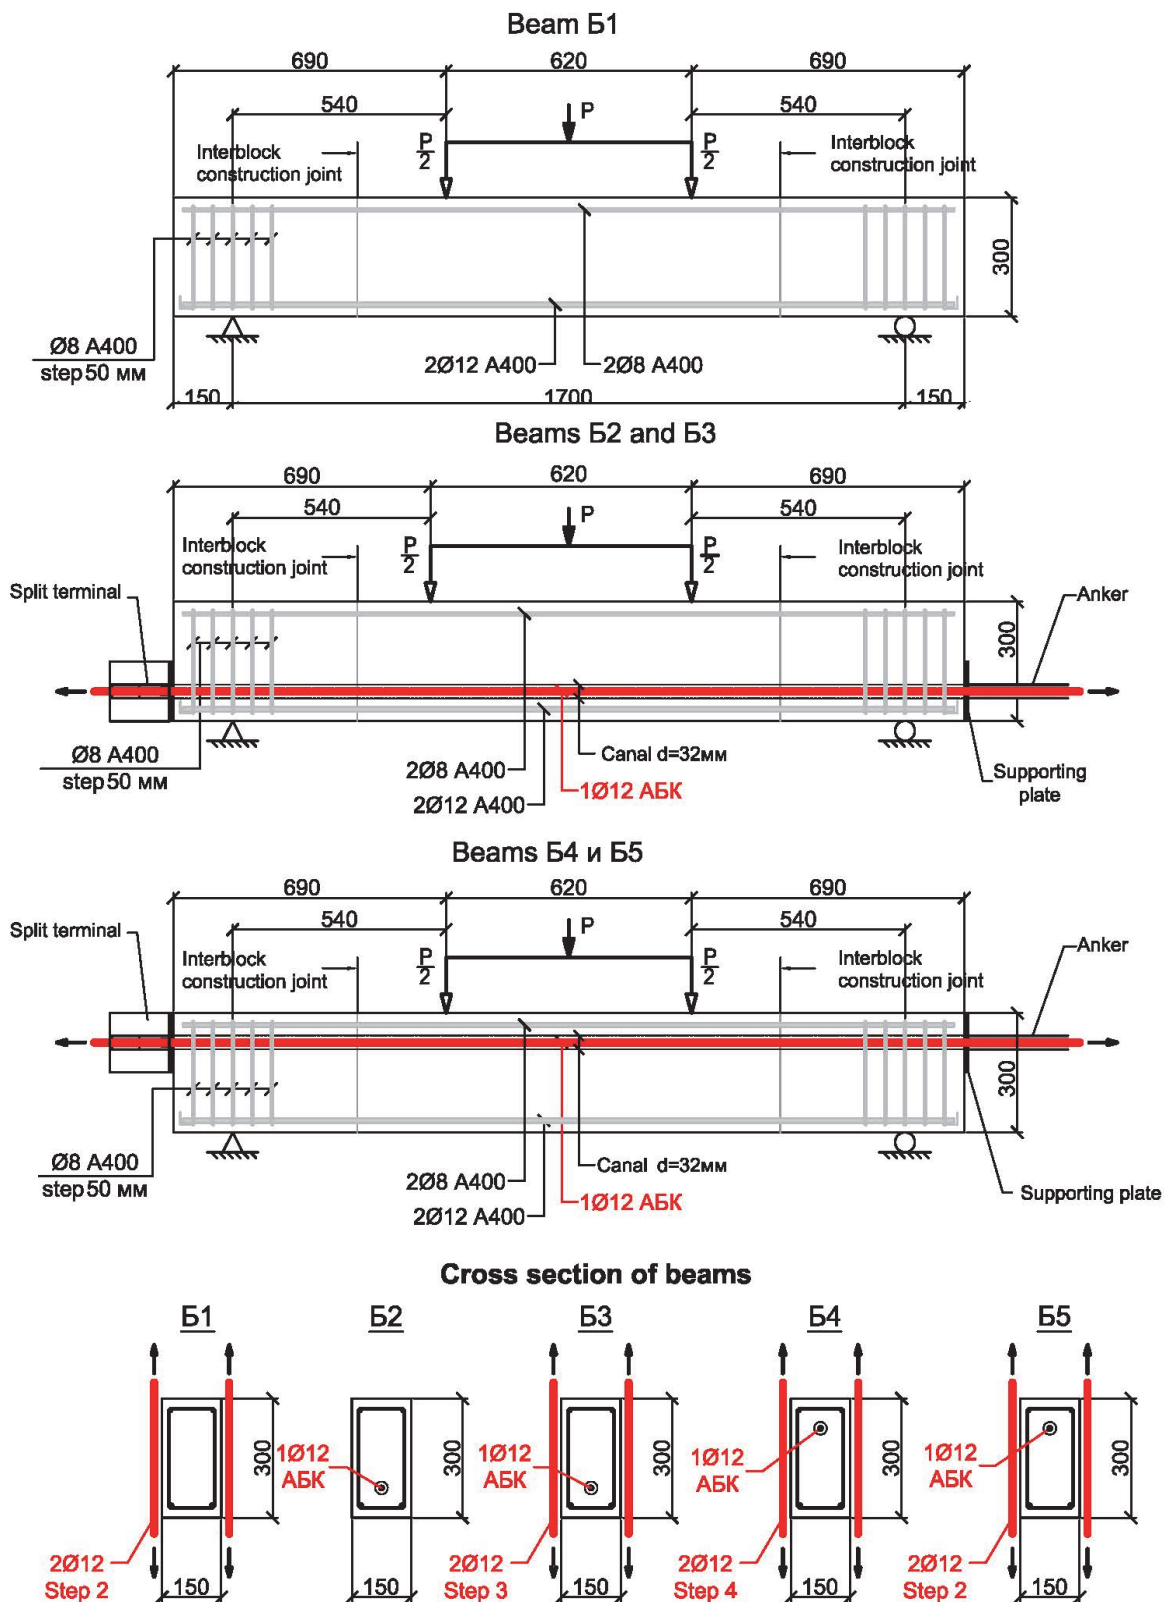 Beam Б1
690
620
690
540
540
P
P
2
P
2
Interblock
construction joint
Interblock
construction joint
300
Ø8 A400
step 50 мм
2Ø12 A400
2Ø8 A400
150
1700
150
Beams Б2 and Б3
690
620
690
540
540
P
P
2
P
2
Interblock
construction joint
Interblock
construction joint
Split terminal
Anker
300
Ø8 A400
step 50 мм
2Ø8 A400
2Ø12 A400
Canal d=32мм
1Ø12 АБК
Supporting
plate
Beams Б4 и Б5
690
620
690
540
540
P
P
2
P
2
Split terminal
Interblock
construction joint
Interblock
construction joint
Anker
300
Ø8 A400
step 50 мм
2Ø8 A400
2Ø12 A400
Canal d=32мм
1Ø12 АБК
Supporting plate
Cross section of beams
Б1
Б2
Б3
Б4
Б5
300
1Ø12
АБК
300
1Ø12
АБК
300
1Ø12
АБК
300
1Ø12
АБК
300
2Ø12
Step 2
150
150
2Ø12
Step 3
150
2Ø12
Step 4
150
2Ø12
Step 2
150